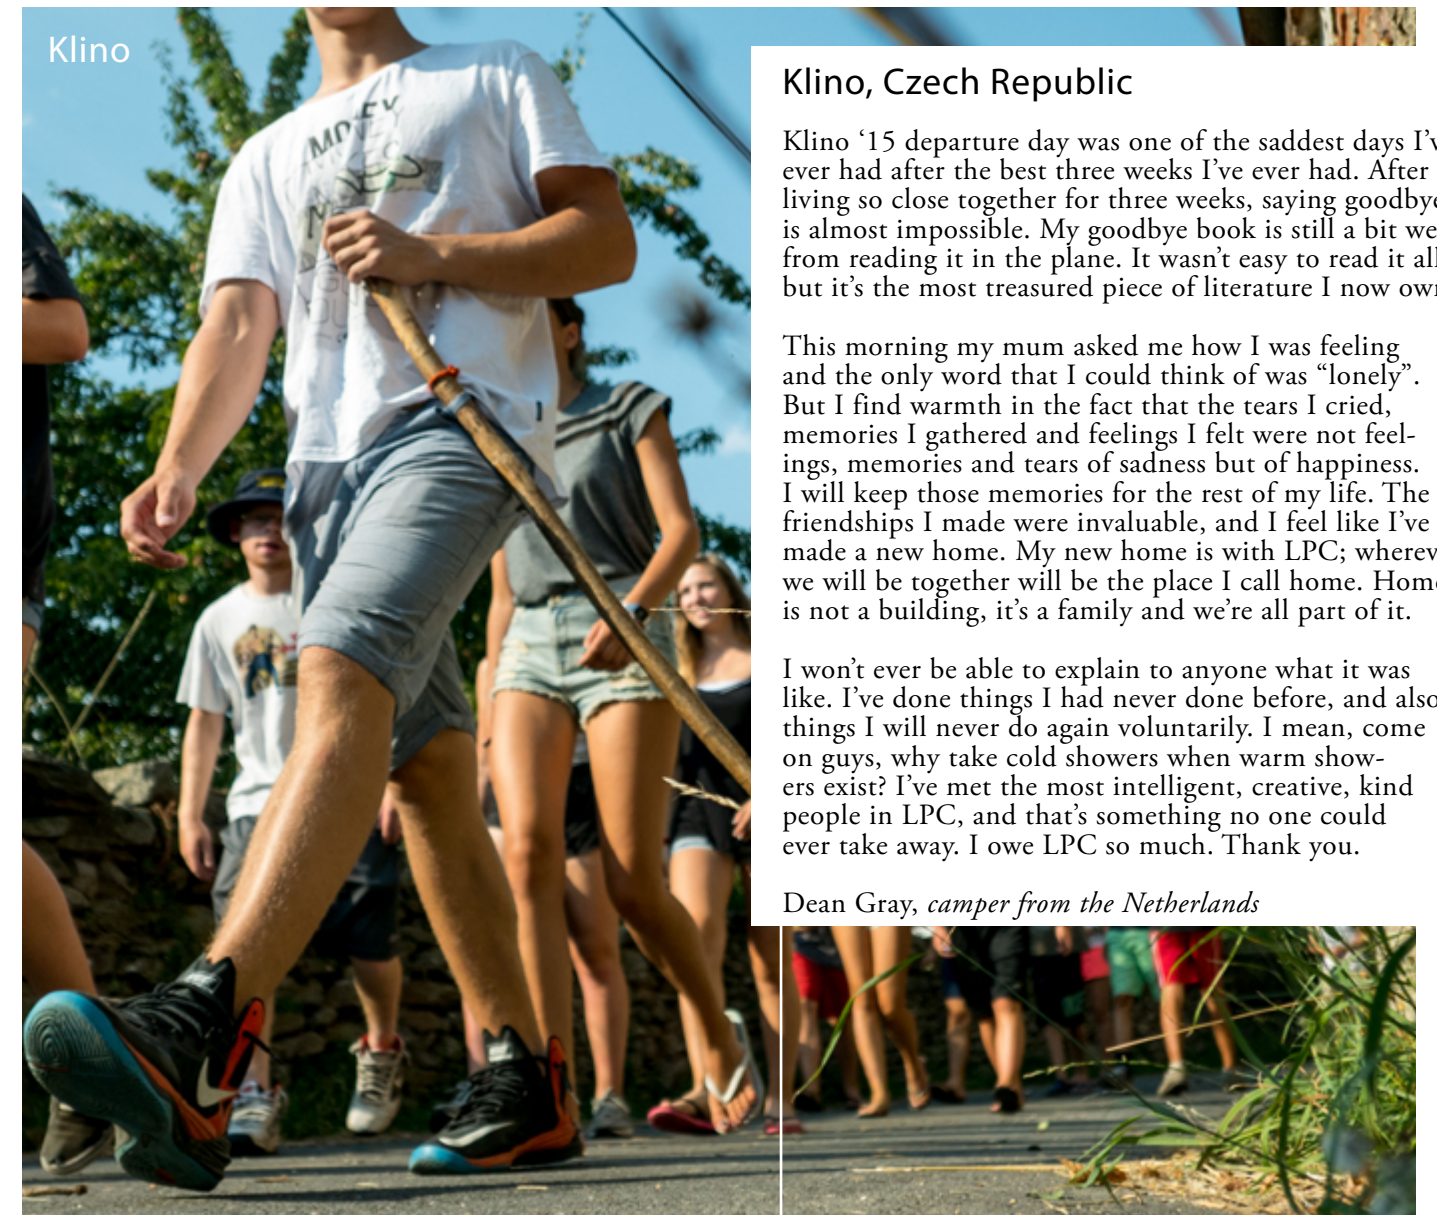 Klino
Klino, Czech Republic
Klino ‘15 departure day was one of the saddest days I’v
ever had after the best three weeks I’ve ever had. After
living so close together for three weeks, saying goodbye
is almost impossible. My goodbye book is still a bit we
from reading it in the plane. It wasn’t easy to read it all
but it’s the most treasured piece of literature I now own
This morning my mum asked me how I was feeling
and the only word that I could think of was “lonely”.
But I find warmth in the fact that the tears I cried,
memories I gathered and feelings I felt were not feel-
ings, memories and tears of sadness but of happiness.
I will keep those memories for the rest of my life. The
friendships I made were invaluable, and I feel like I’ve
made a new home. My new home is with LPC; wherev
we will be together will be the place I call home. Home
is not a building, it’s a family and we’re all part of it.
I won’t ever be able to explain to anyone what it was
like. I’ve done things I had never done before, and also
things I will never do again voluntarily. I mean, come
on guys, why take cold showers when warm show-
ers exist? I’ve met the most intelligent, creative, kind
people in LPC, and that’s something no one could
ever take away. I owe LPC so much. Thank you.
Dean Gray, camper from the Netherlands